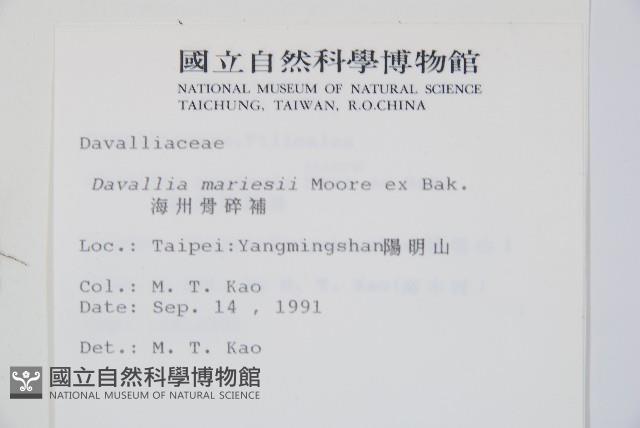 國立自然科學博物館
NATIONAL MUSEUM OF NATURAL SCIENCE
TAICHUNG, TAIWAN, R.O.CHINA
Davalliaceae
Davallia mariesii Moore ex Bak.
海州骨碎補
Loc.: Taipei:Yangmingshan陽明山
Col.: M. T. Kao
Date: Sep. 14 , 1991
Det.: M. T. Kao
國立自然科學博物館
NATIONAL MUSEUM OF NATURAL SCIENCE